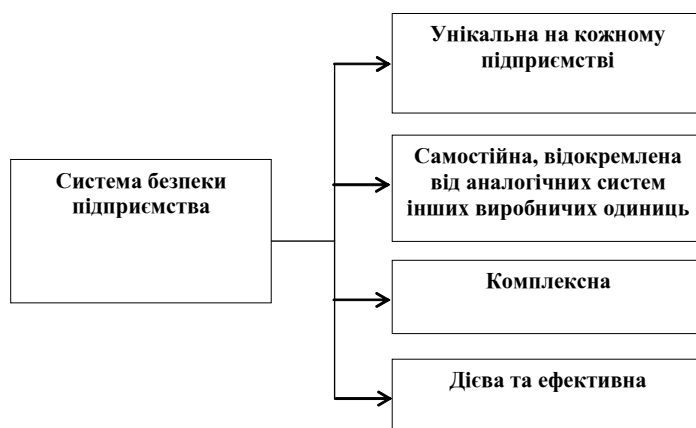 Унікальна на кожному
підприємстві
Система безпеки
підприємства
Самостійна, відокремлена
від аналогічних систем
інших виробничих одиниць
Комплексна
Дієва та ефективна